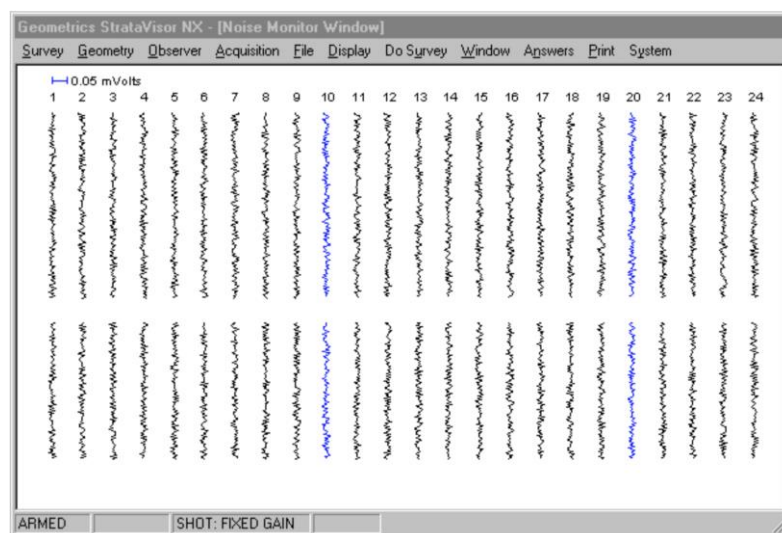 Geometrics StrataVisor NX - [Noise Monitor Window]
Survey Geometry Observer Acquisition File Display Do Survey Window Answers Print System
0.05 mVolts
1 2 3 4 5 6 7 8 9 10 11 12 13 14 15 16 17 18 19 20 21 22 23 24
ARMED SHOT: FIXED GAIN